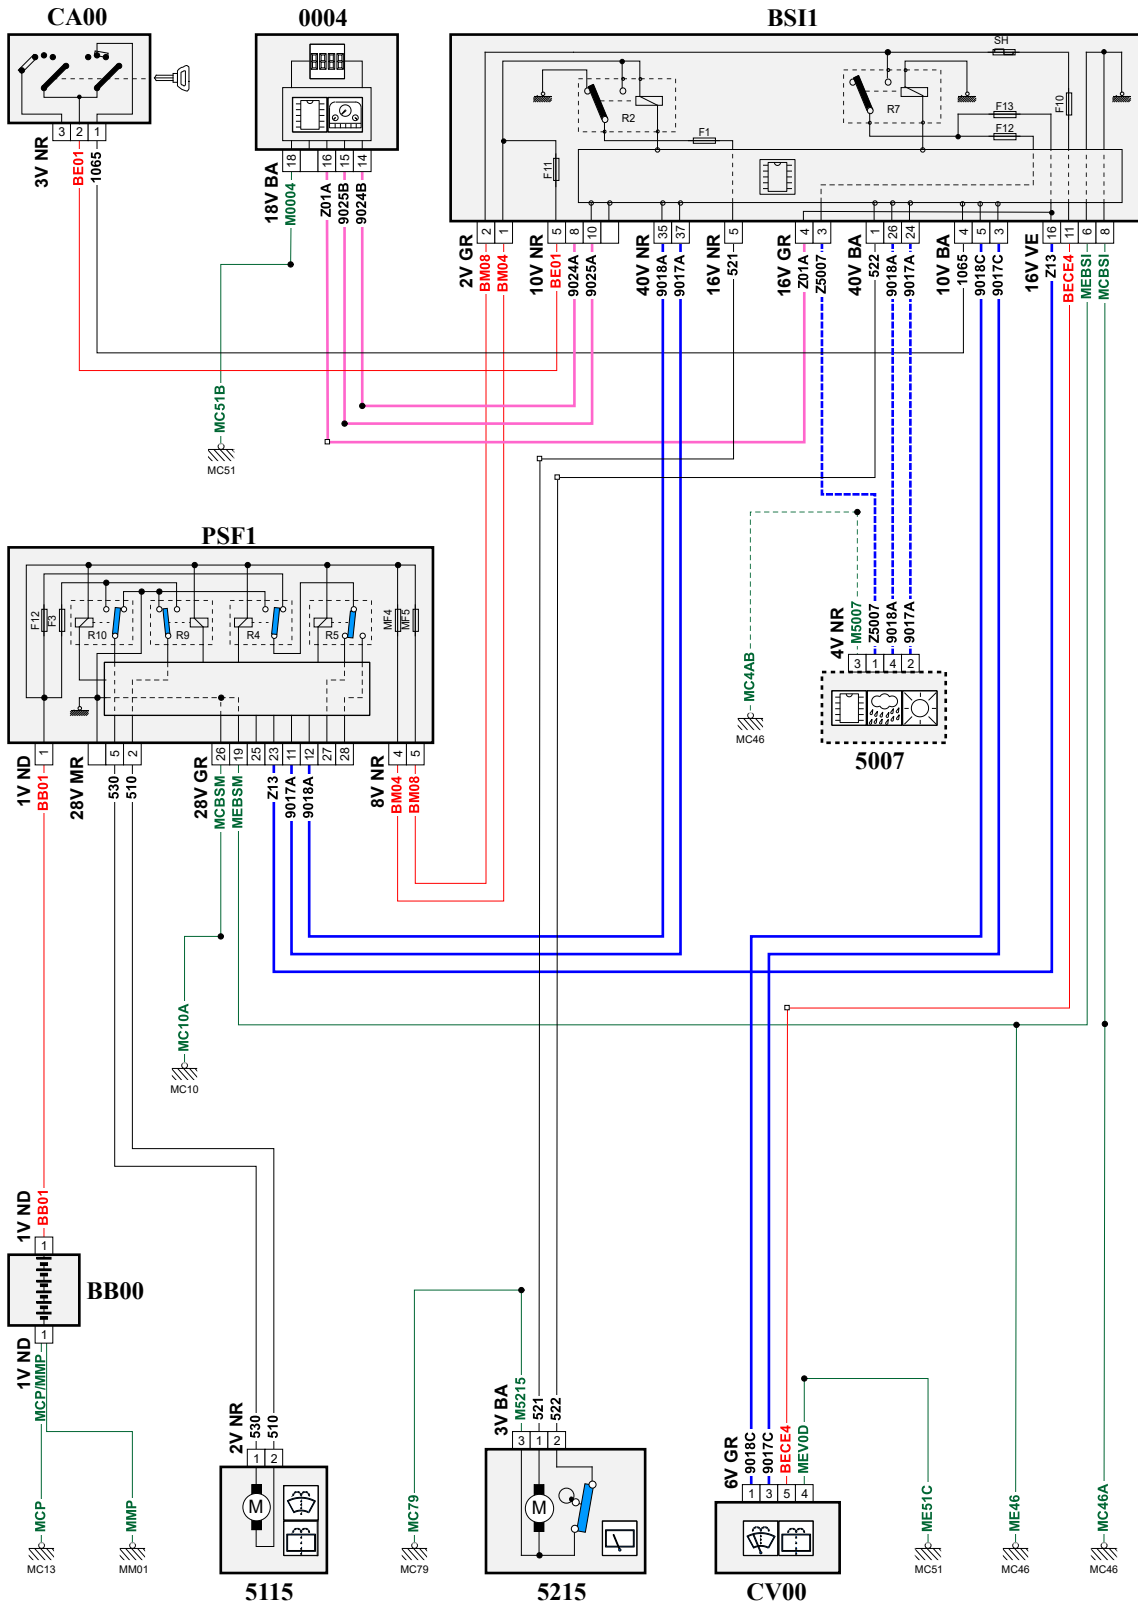 CA00
0004
BSI1
SH
R2
R7
F13
F12
F10
F1
F11
3 2 1
3V NR
BE01
1065
18 16 15 14
18V BA
M0004
Z01A
9025B
9024B
2 1 5 8 10 35 37 5 4 3 1 26 24 4 5 3 16 11 6 8
2V GR
BM08
BM04
10V NR
BE01
9024A
9025A
40V NR
9018A
9017A
16V NR
521
16V GR
Z01A
Z5007
40V BA
522
9018A
9017A
10V BA
1065
9018C
9017C
16V VE
Z13
BECE4
MEBSI
MCBSI
MC51B
MC51
PSF1
F12
F3
R10
R9
R4
R5
MF4
MF5
1 5 2 26 19 25 23 11 12 27 28 4 5
1V ND
BB01
28V MR
530
510
28V GR
MCBSM
MEBSM
Z13
9017A
9018A
8V NR
BM04
BM08
MC4AB
MC46
4V NR
M5007
Z5007
9018A
9017A
3 1 4 2
5007
MC10A
MC10
1V ND
BB01
1
BB00
1
1V ND
MCP/MMP
MCP
MC13
MMP
MM01
2V NR
530
510
1 2
M
5115
MC79
MC79
3V BA
M5215
521
522
3 1 2
M
5215
6V GR
9018C
9017C
BECE4
MEV0D
1 3 5 4
CV00
ME51C
MC51
ME46
MC46
MC46A
MC46